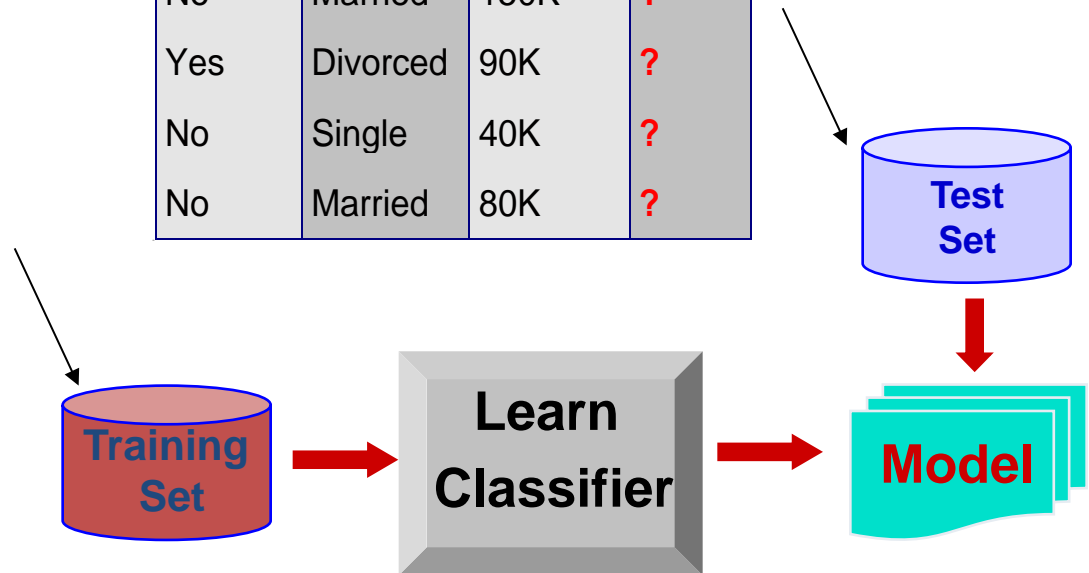 Yes Divorced 90K ?
No Single 40K ?
No Married 80K ?
Test
Set
Training
Set
Learn
Classifier
Model